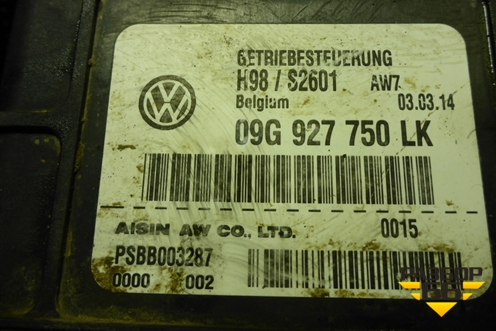 GETRIEBESTEUERUNG
H98 / S2601 AW7
Belgium 03.03.14
09G 927 750 LK
AISIN AW CO., LTD. 0015
PSBB003287
0000 002